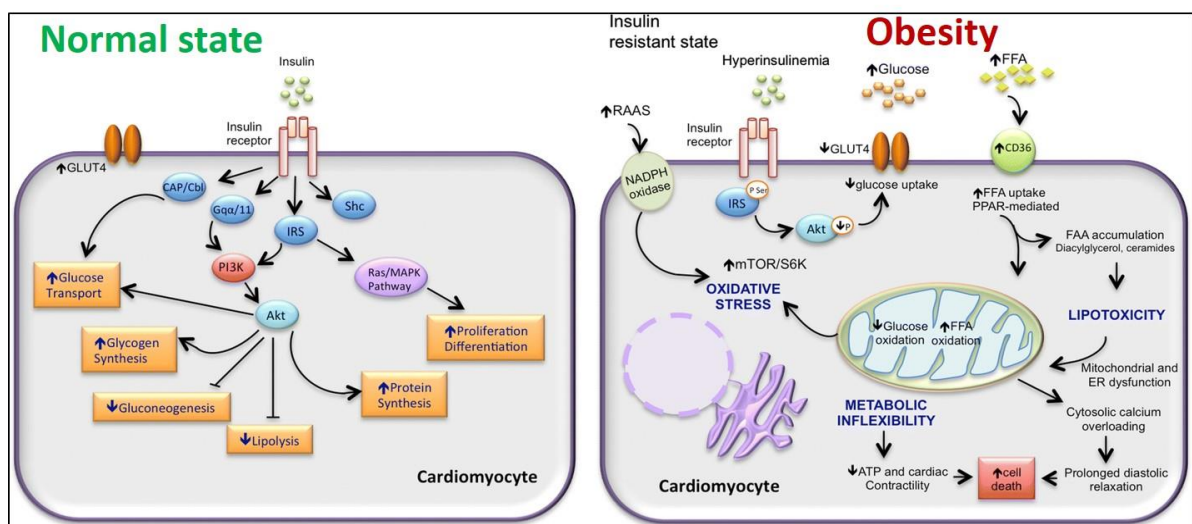 Normal state
Insulin
Insulin
receptor
↑GLUT4
CAP/Cbl
Gqα/11
Shc
IRS
PI3K
Ras/MAPK
Pathway
↑Glucose
Transport
Akt
↑Glycogen
Synthesis
↑Proliferation
Differentiation
↓Gluconeogenesis
↑Protein
Synthesis
↓Lipolysis
Cardiomyocyte
Insulin
resistant state
Obesity
Hyperinsulinemia
↑Glucose
↑FFA
↑RAAS
Insulin
receptor
↓GLUT4
↑CD36
NADPH
oxidase
P Ser
IRS
↓glucose uptake
Akt
↓P
↑FFA uptake
PPAR-mediated
FAA accumulation
Diacylglycerol, ceramides
↑mTOR/S6K
OXIDATIVE
STRESS
LIPOTOXICITY
↓Glucose
oxidation
↑FFA
oxidation
Mitochondrial and
ER dysfunction
METABOLIC
INFLEXIBILITY
Cytosolic calcium
overloading
↓ATP and cardiac
Contractility
↑cell
death
Prolonged diastolic
relaxation
Cardiomyocyte